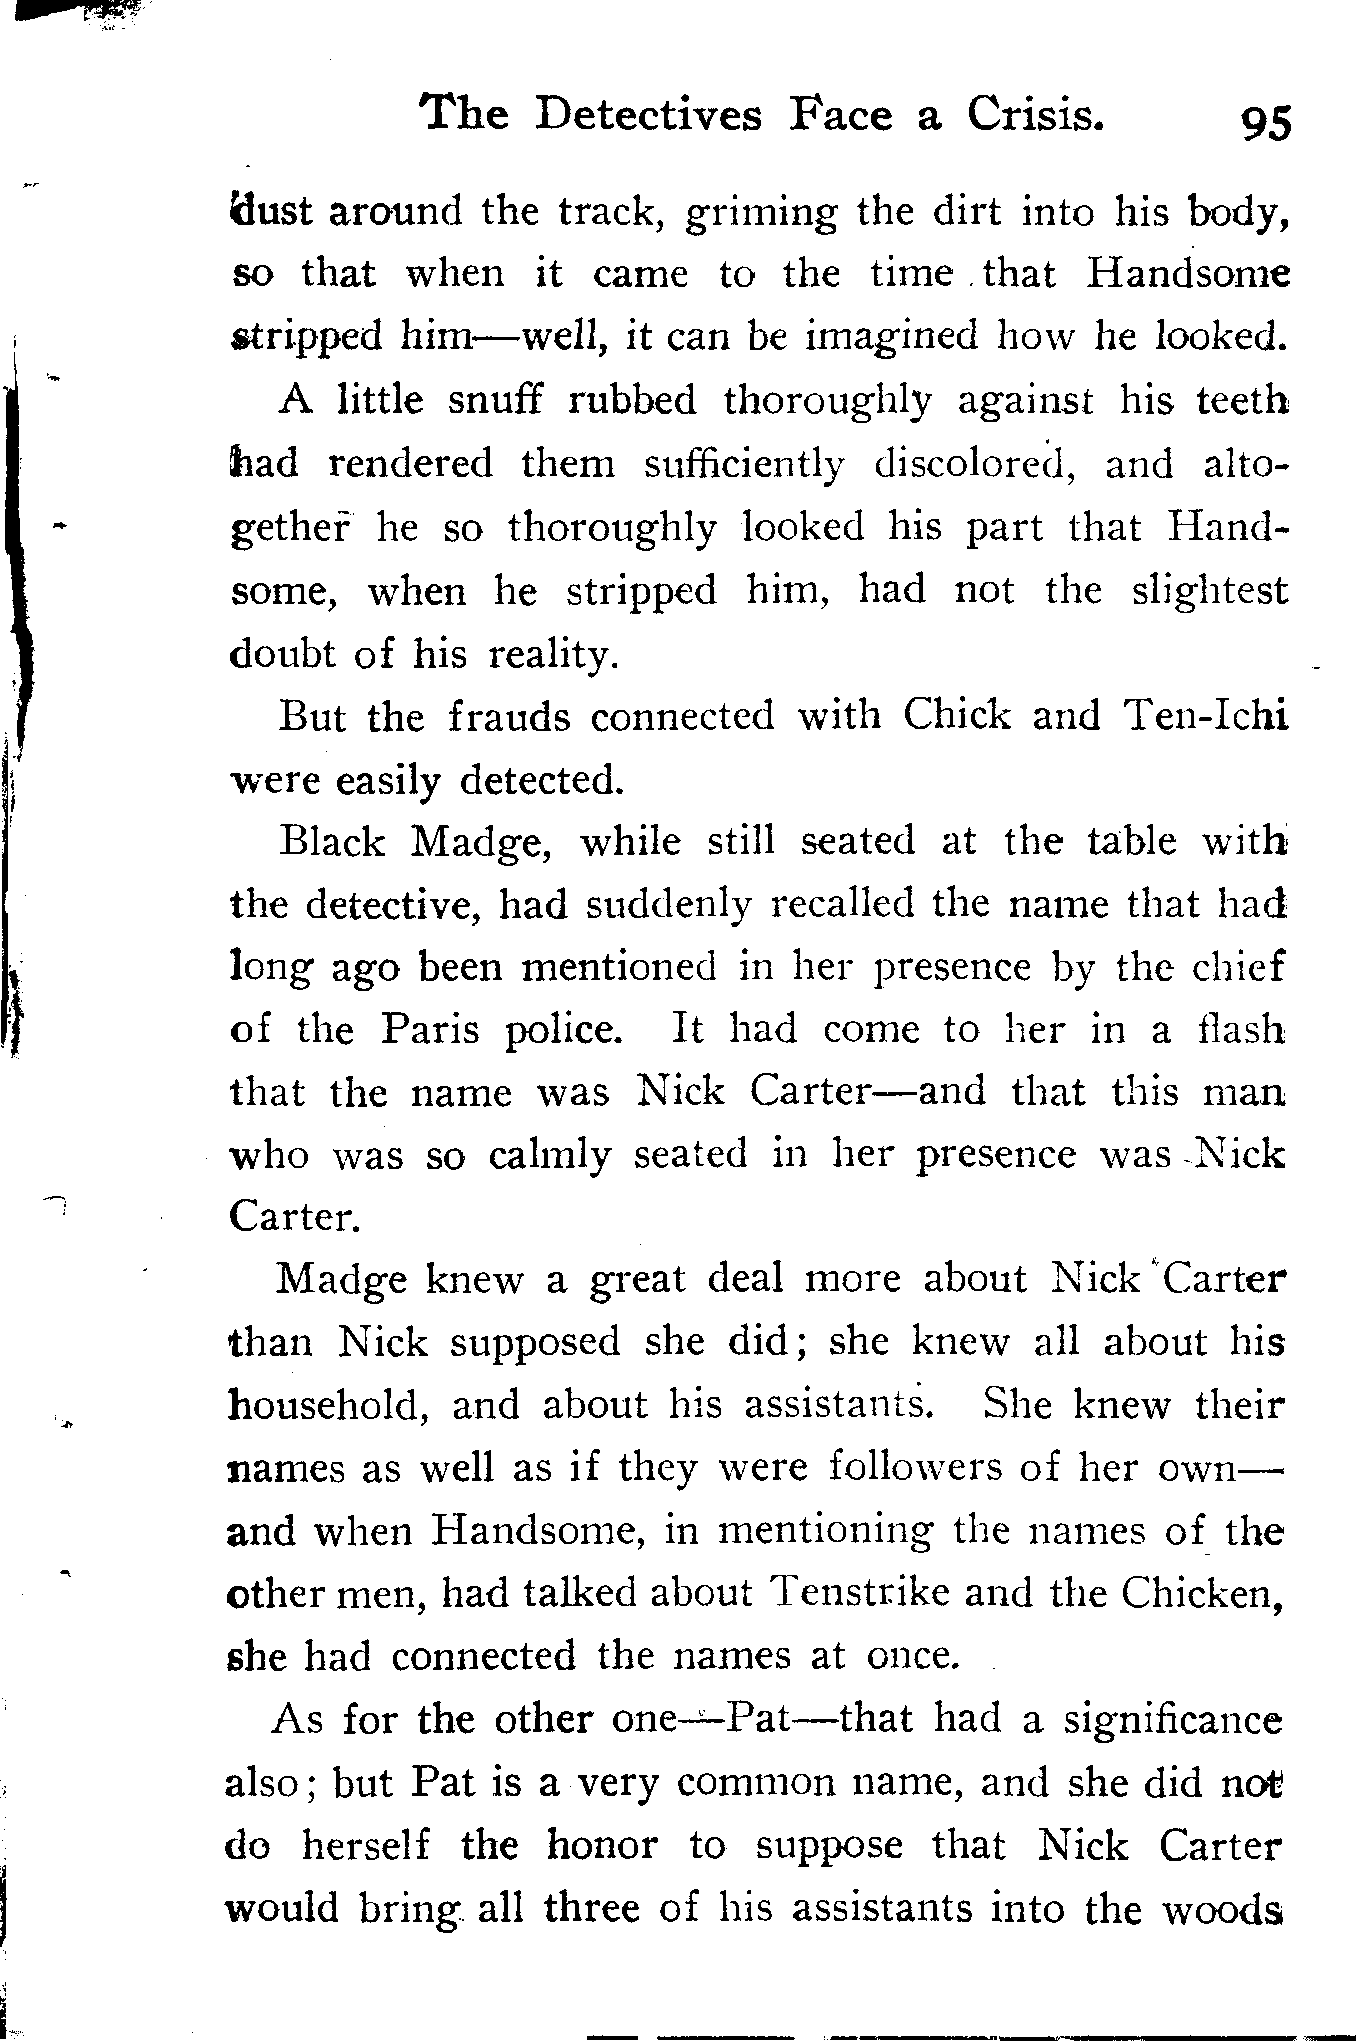 The Detectives Face a Crisis. 95
dust around the track, griming the dirt into his body,
so that when it came to the time that Handsome
stripped him—well, it can be imagined how he looked.
A little snuff rubbed thoroughly against his teeth
had rendered them sufficiently discolored, and alto-
gether he so thoroughly looked his part that Hand-
some, when he stripped him, had not the slightest
doubt of his reality.
But the frauds connected with Chick and Ten-Ichi
were easily detected.
Black Madge, while still seated at the table with
the detective, had suddenly recalled the name that had
long ago been mentioned in her presence by the chief
of the Paris police. It had come to her in a flash
that the name was Nick Carter—and that this man
who was so calmly seated in her presence was Nick
Carter.
Madge knew a great deal more about Nick Carter
than Nick supposed she did; she knew all about his
household, and about his assistants. She knew their
names as well as if they were followers of her own—
and when Handsome, in mentioning the names of the
other men, had talked about Tenstrike and the Chicken,
she had connected the names at once.
As for the other one—Pat—that had a significance
also; but Pat is a very common name, and she did not
do herself the honor to suppose that Nick Carter
would bring all three of his assistants into the woods